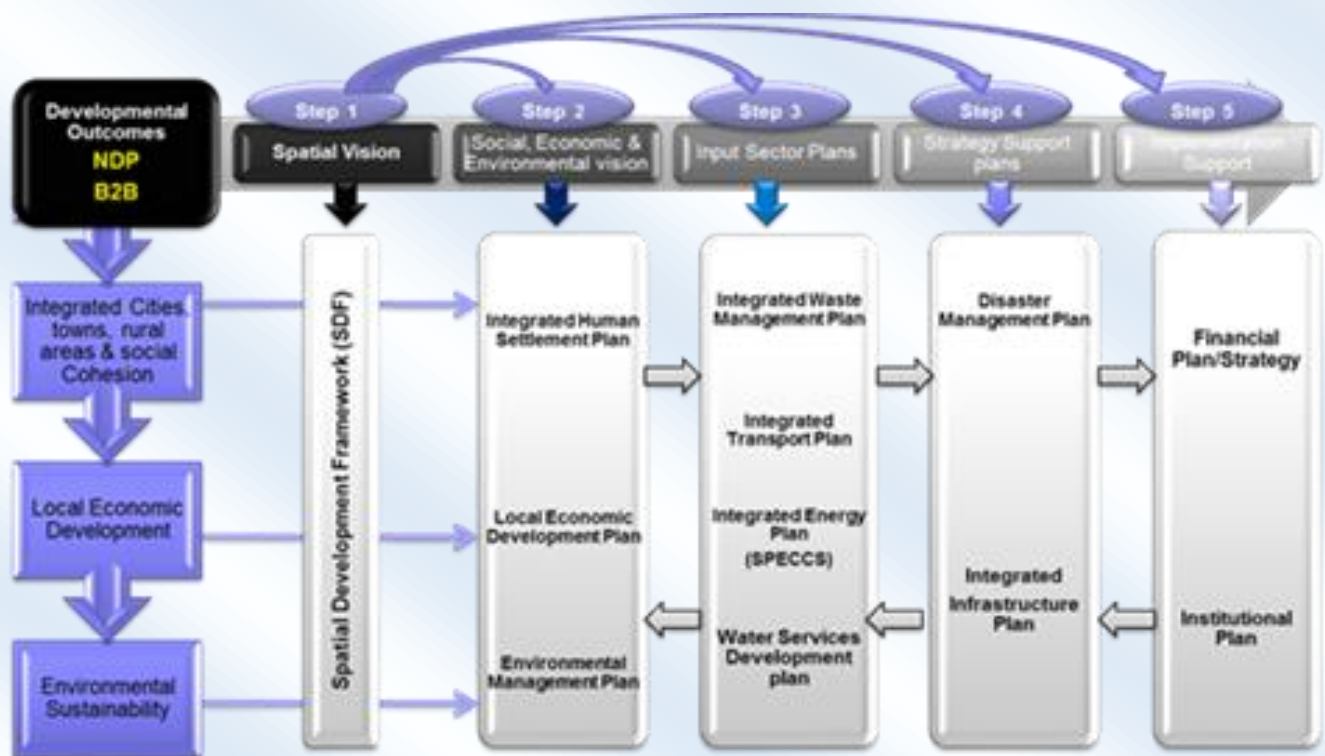 Developmental
Outcomes
NDP
B2B
Step 1
Spatial Vision
Step 2
Social, Economic &
Environmental vision
Step 3
Input Sector Plans
Step 4
Strategy Support
plans
Step 5
Implementation
Support
Integrated Cities,
towns, rural
areas & social
Cohesion
Local Economic
Development
Environmental
Sustainability
Spatial Development Framework (SDF)
Integrated Human
Settlement Plan
Local Economic
Development Plan
Environmental
Management Plan
Integrated Waste
Management Plan
Integrated
Transport Plan
Integrated Energy
Plan
(SPECCS)
Water Services
Development
plan
Disaster
Management Plan
Integrated
Infrastructure
Plan
Financial
Plan/Strategy
Institutional
Plan